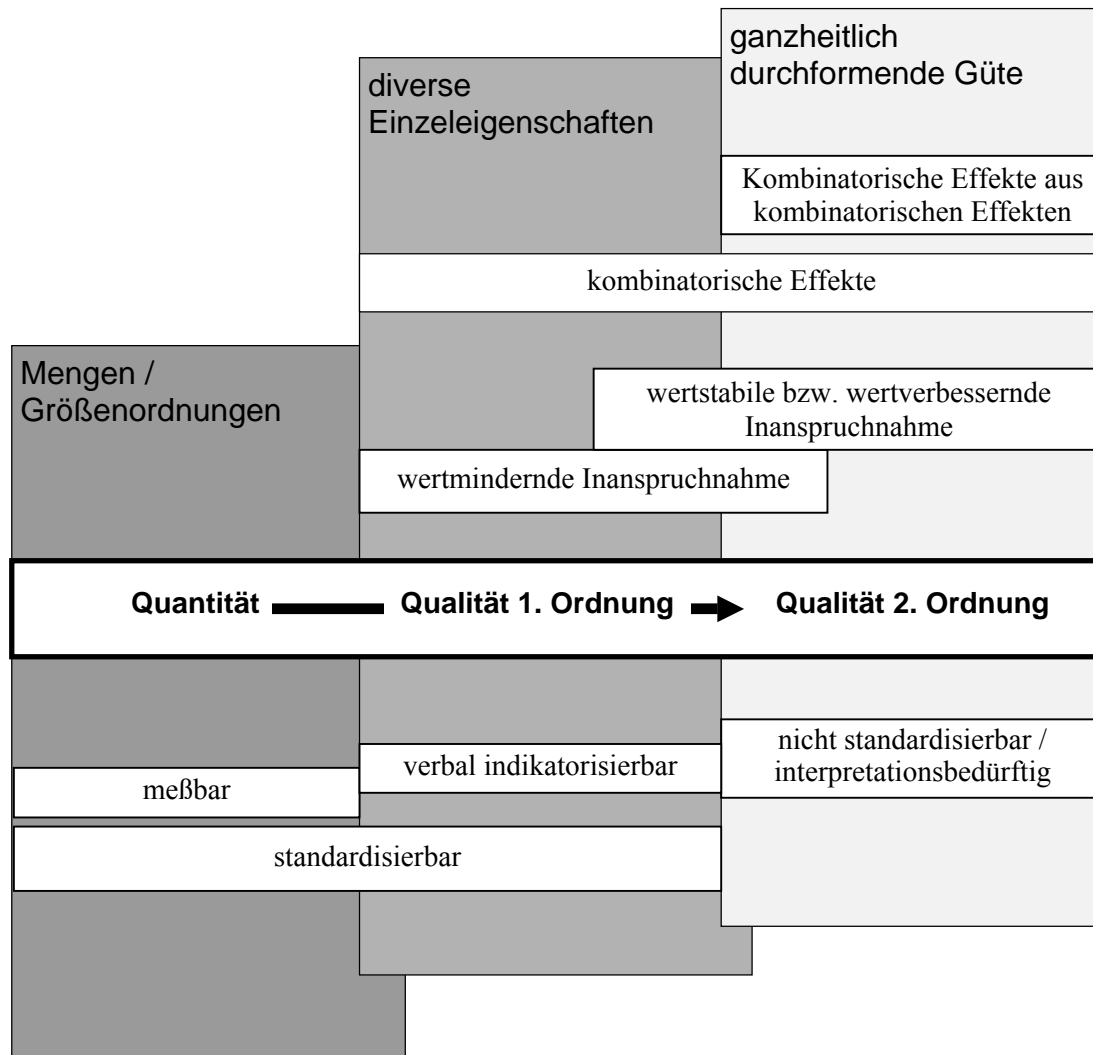 ganzheitlich
durchformende Güte
diverse
Einzeleigenschaften
Kombinatorische Effekte aus
kombinatorischen Effekten
kombinatorische Effekte
Mengen /
Größenordnungen
wertstabile bzw. wertverbessernde
Inanspruchnahme
wertmindernde Inanspruchnahme
Quantität Qualität 1. Ordnung Qualität 2. Ordnung
nicht standardisierbar /
interpretationsbedürftig
verbal indikatorisierbar
meßbar
standardisierbar